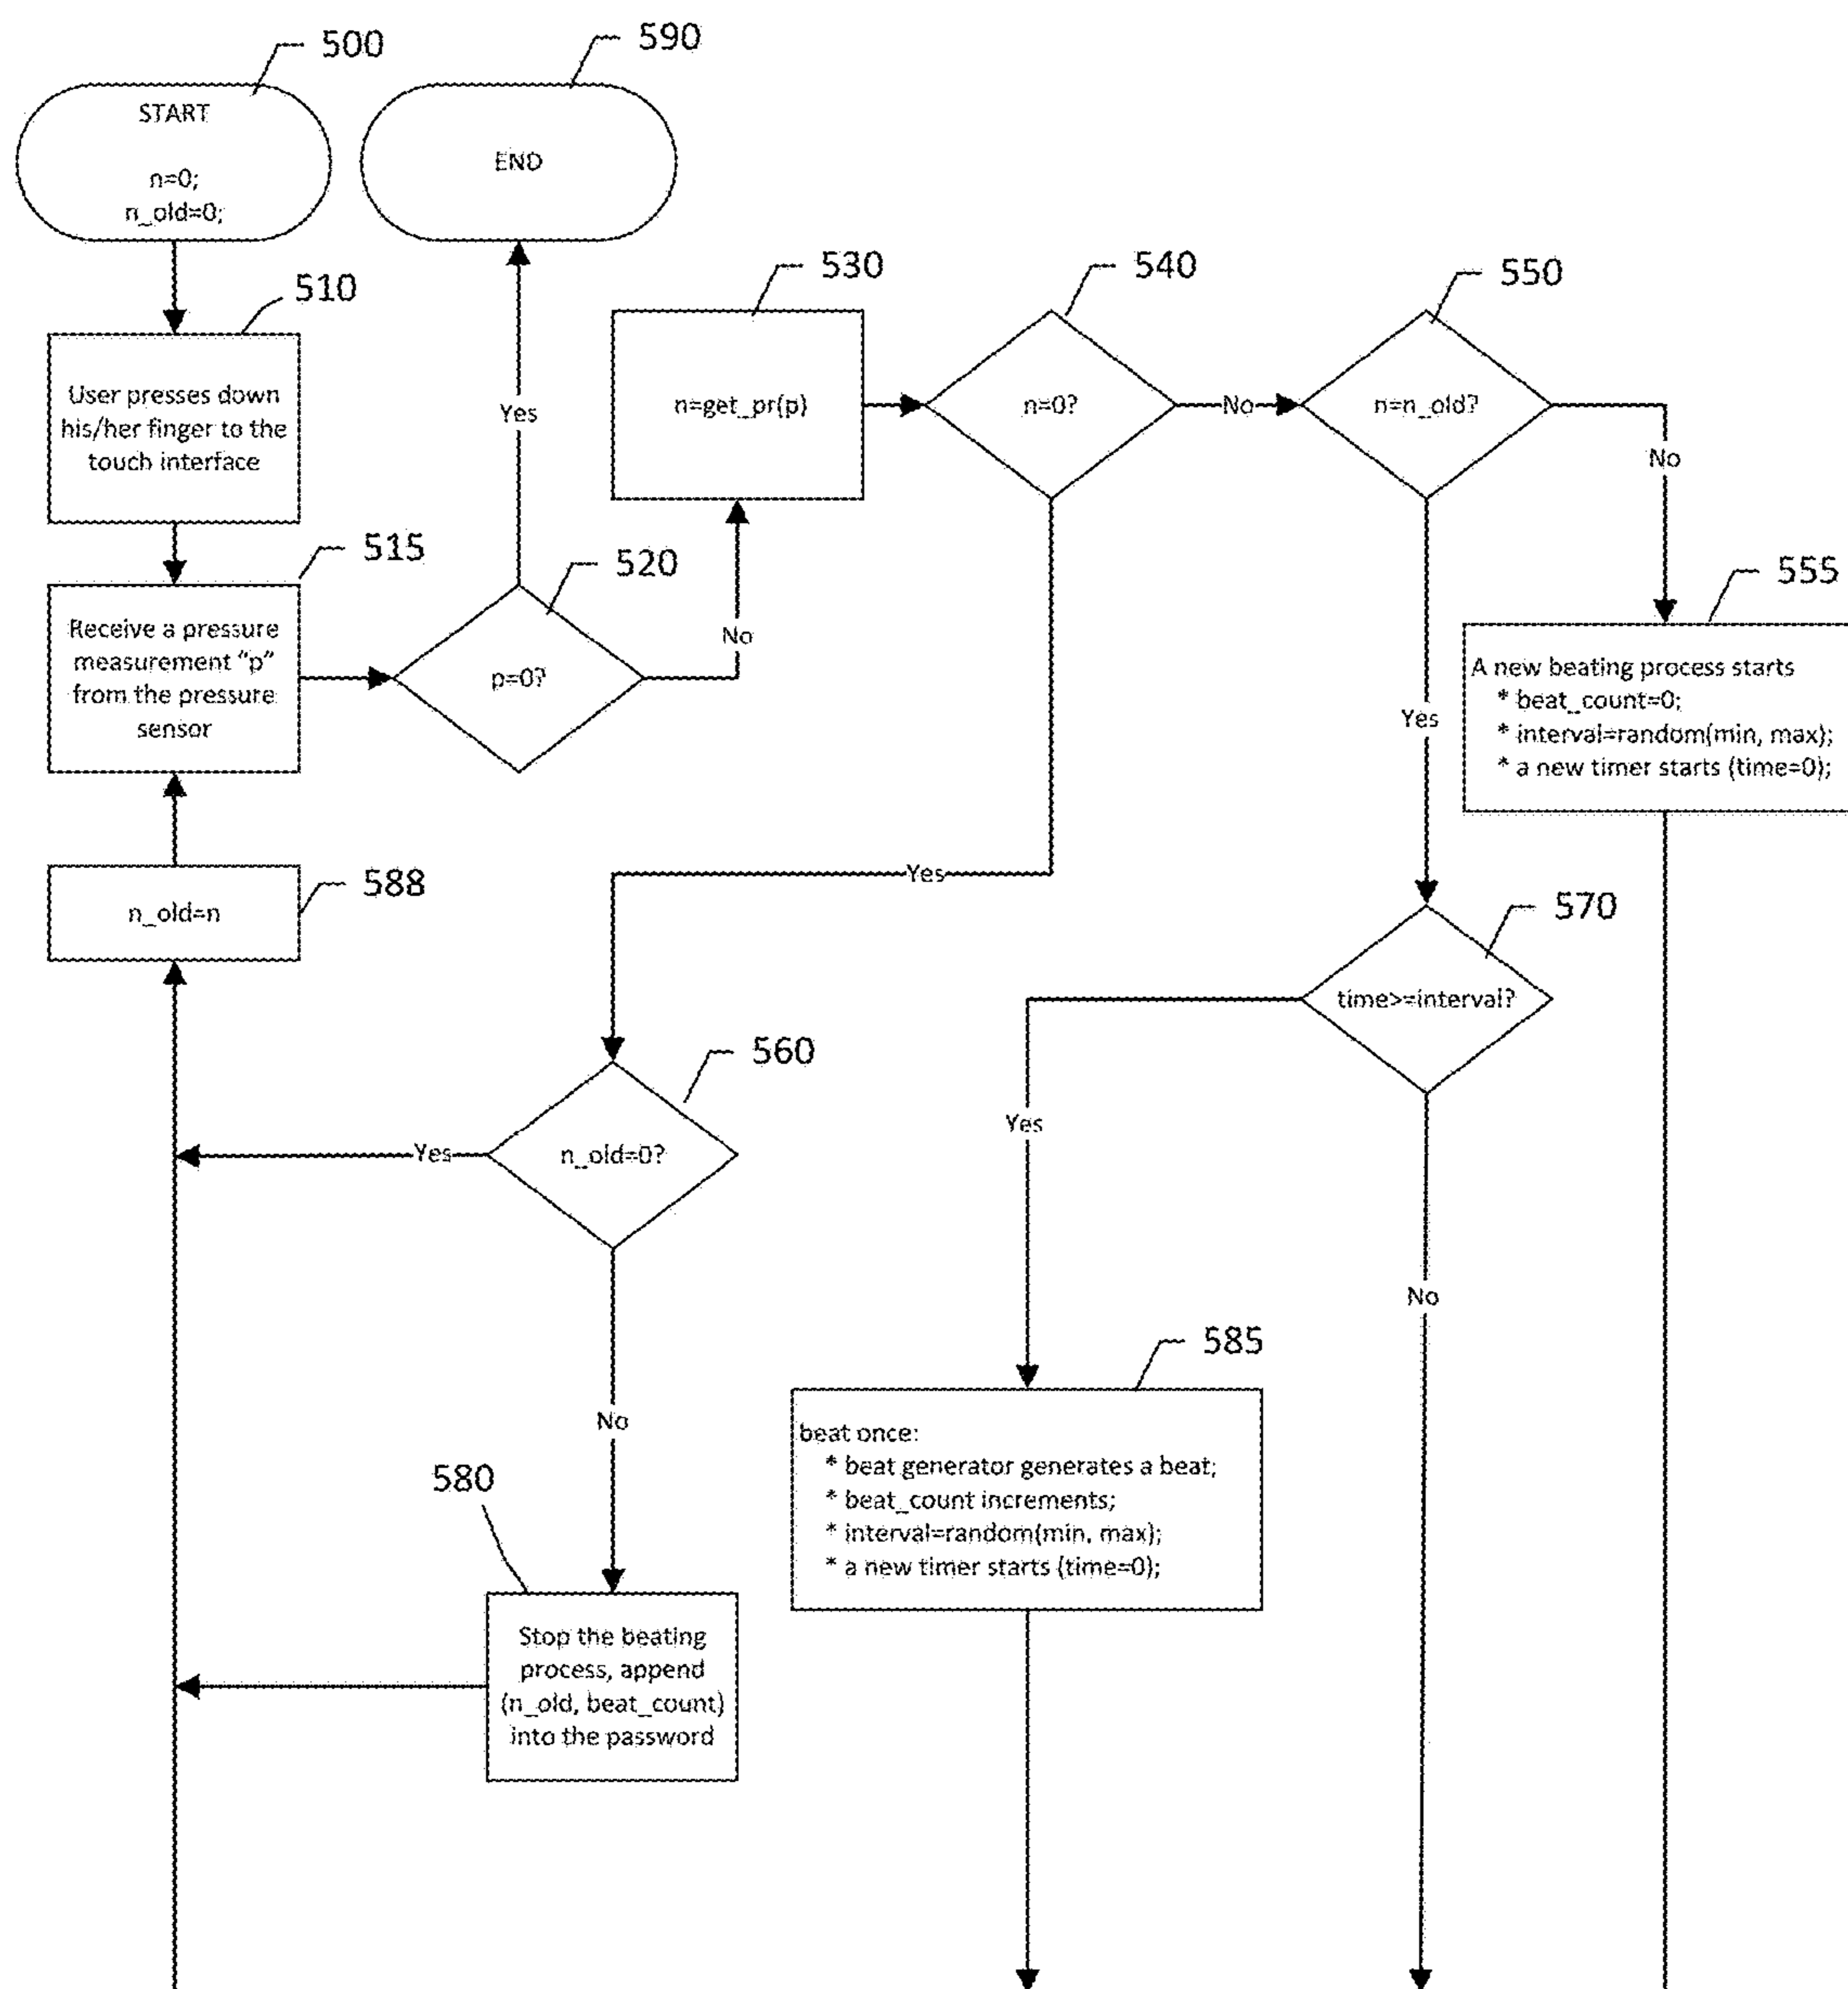 500
START
n=0;
n_old=0;
590
END
510
User presses down
his/her finger to the
touch interface
515
Receive a pressure
measurement "p"
from the pressure
sensor
520
p=0?
Yes
No
530
n=get_pr(p)
540
n=0?
No
Yes
550
n=n_old?
No
Yes
555
A new beating process starts
* beat_count=0;
* interval=random(min, max);
* a new timer starts (time=0);
588
n_old=n
560
n_old=0?
Yes
No
570
time>=interval?
Yes
No
580
Stop the beating
process, append
(n_old, beat_count)
into the password
585
beat once:
* beat generator generates a beat;
* beat_count increments;
* interval=random(min, max);
* a new timer starts (time=0);